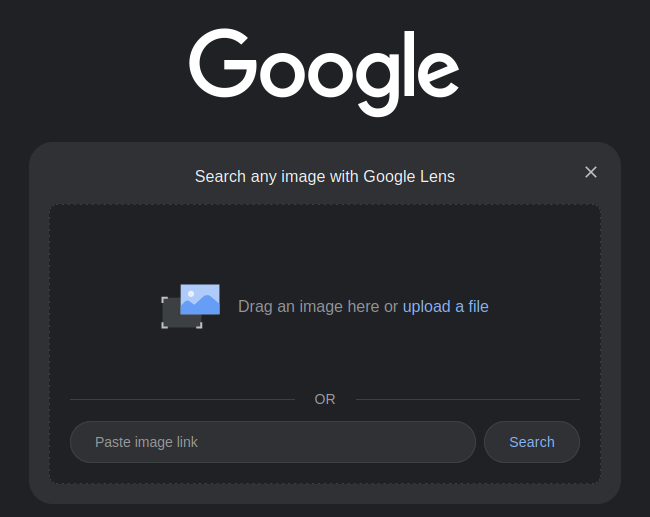 Google
Search any image with Google Lens
Drag an image here or upload a file
OR
Paste image link
Search